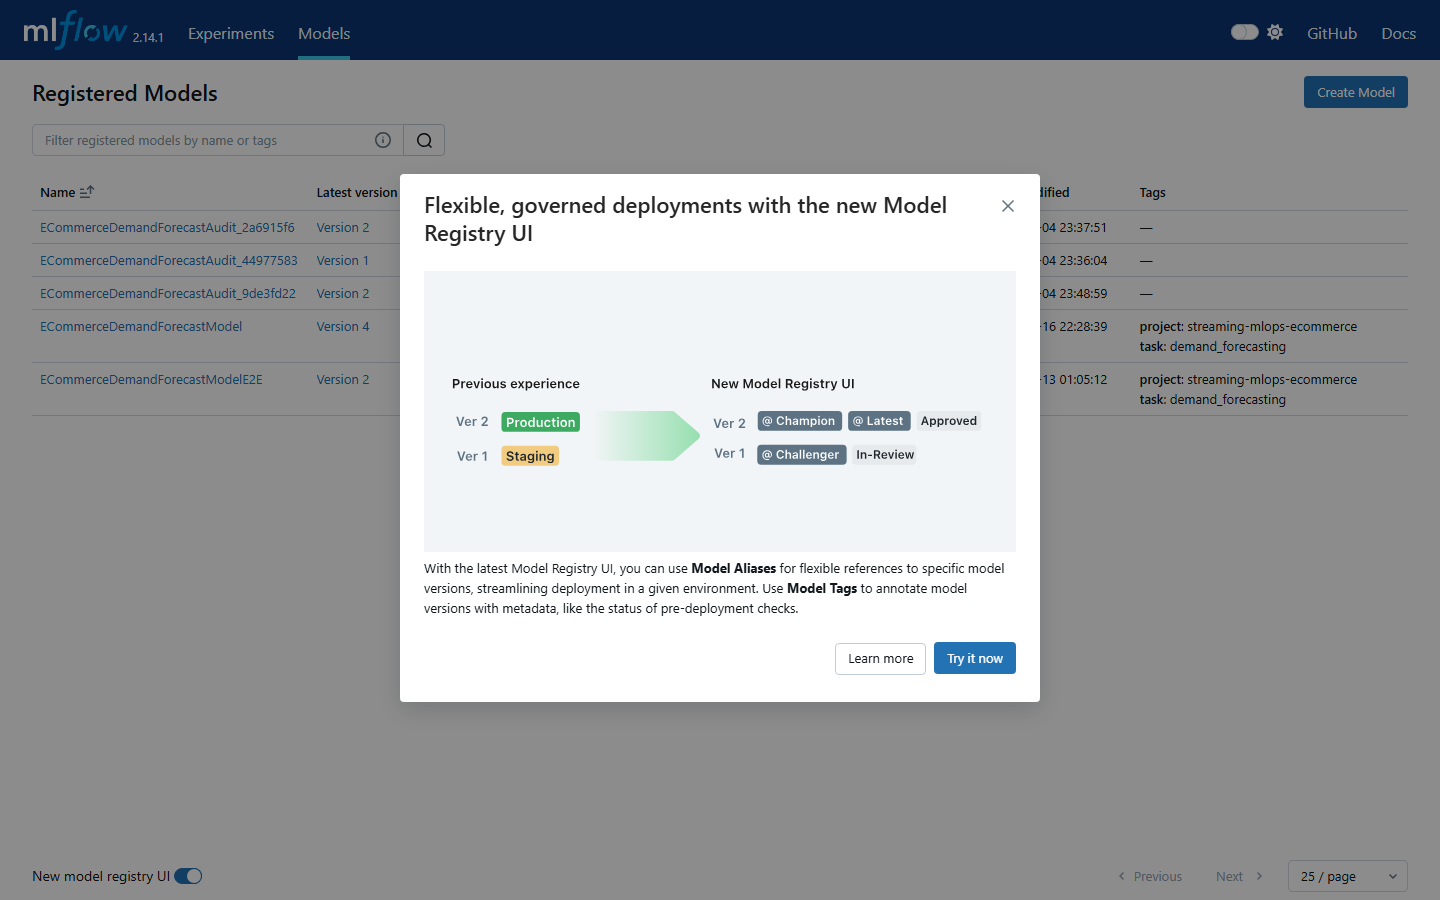 mlflow 2.14.1 Experiments Models GitHub Docs
Registered Models Create Model
Filter registered models by name or tags
Name Latest version Tags
ECommerceDemandForecastAudit_2a6915f6 Version 2 -04 23:37:51 —
ECommerceDemandForecastAudit_44977583 Version 1 -04 23:36:04 —
ECommerceDemandForecastAudit_9de3fd22 Version 2 -04 23:48:59 —
ECommerceDemandForecastModel Version 4 -16 22:28:39 project: streaming-mlops-ecommerce
task: demand_forecasting
ECommerceDemandForecastModelE2E Version 2 -13 01:05:12 project: streaming-mlops-ecommerce
task: demand_forecasting
Flexible, governed deployments with the new Model
Registry UI
Previous experience New Model Registry UI
Ver 2 Production Ver 2 @ Champion @ Latest Approved
Ver 1 Staging Ver 1 @ Challenger In-Review
With the latest Model Registry UI, you can use Model Aliases for flexible references to specific model
versions, streamlining deployment in a given environment. Use Model Tags to annotate model
versions with metadata, like the status of pre-deployment checks.
Learn more Try it now
New model registry UI Previous Next 25 / page